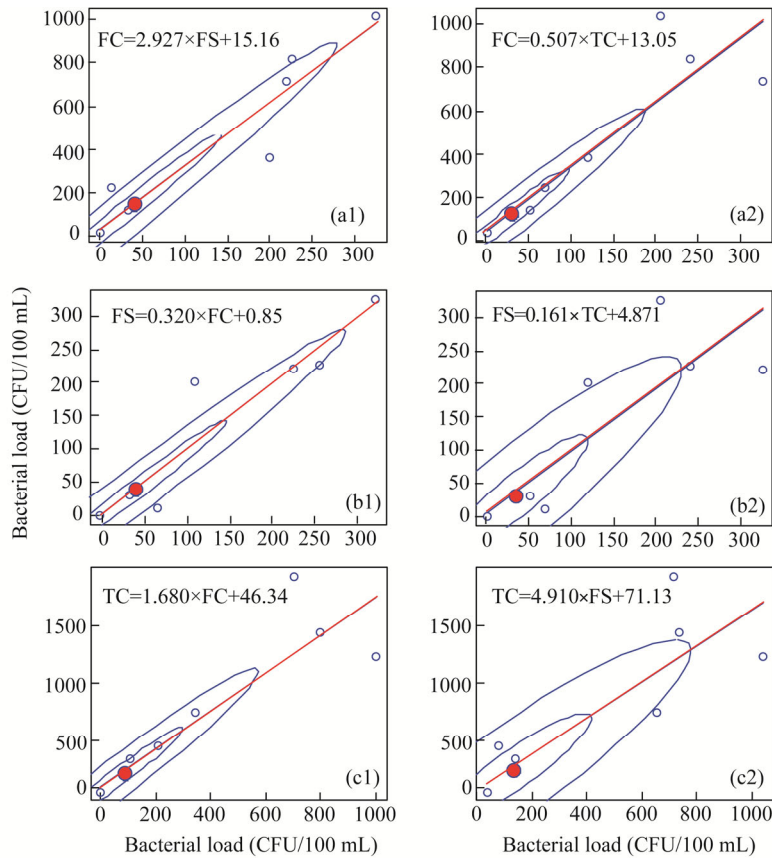 FC=2.927×FS+15.16
1000
800
600
400
200
0
0 50 100 150 200 250 300
(a1)
FC=0.507×TC+13.05
1000
800
600
400
200
0
0 50 100 150 200 250 300
(a2)
FS=0.320×FC+0.85
300
250
200
150
100
50
0
0 50 100 150 200 250 300
(b1)
FS=0.161×TC+4.871
300
250
200
150
100
50
0
0 50 100 150 200 250 300
(b2)
TC=1.680×FC+46.34
1500
1000
500
0
0 200 400 600 800 1000
(c1)
TC=4.910×FS+71.13
1500
1000
500
0
0 200 400 600 800 1000
(c2)
Bacterial load (CFU/100 mL)
Bacterial load (CFU/100 mL)
Bacterial load (CFU/100 mL)